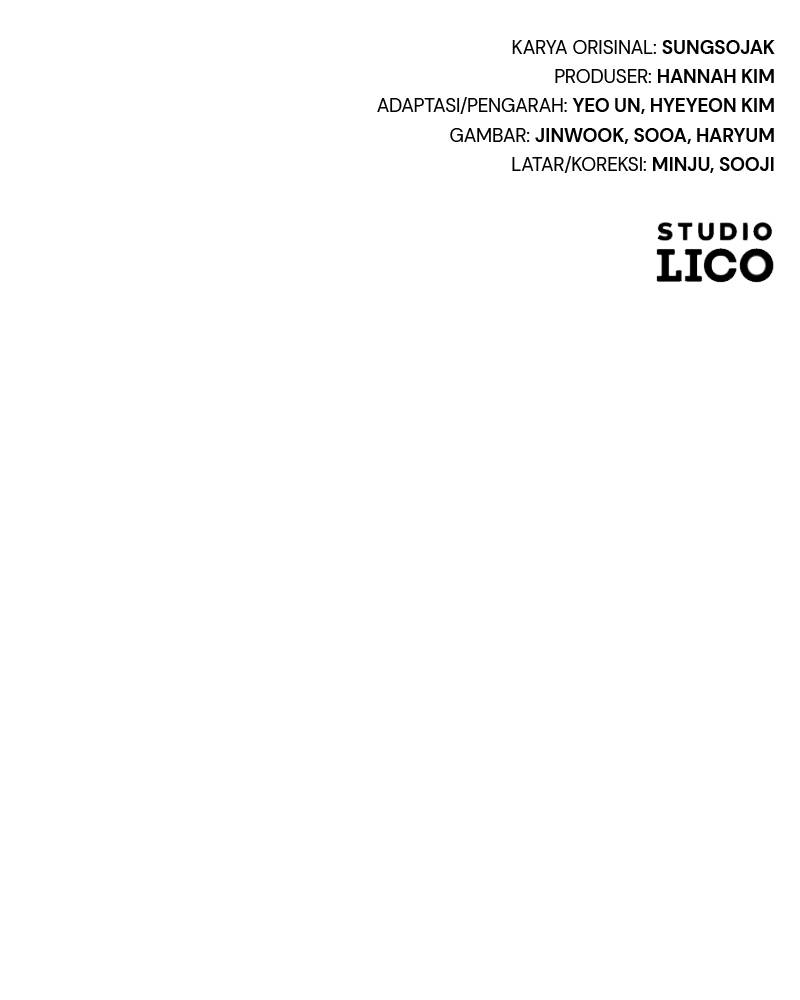 KARYA ORISINAL: SUNGSOJAK
PRODUSER: HANNAH KIM
ADAPTASI/PENGARAH: YEO UN, HYEYEON KIM
GAMBAR: JINWOOK, SOOA, HARYUM
LATAR/KOREKSI: MINJU, SOOJI
STUDIO
LICO